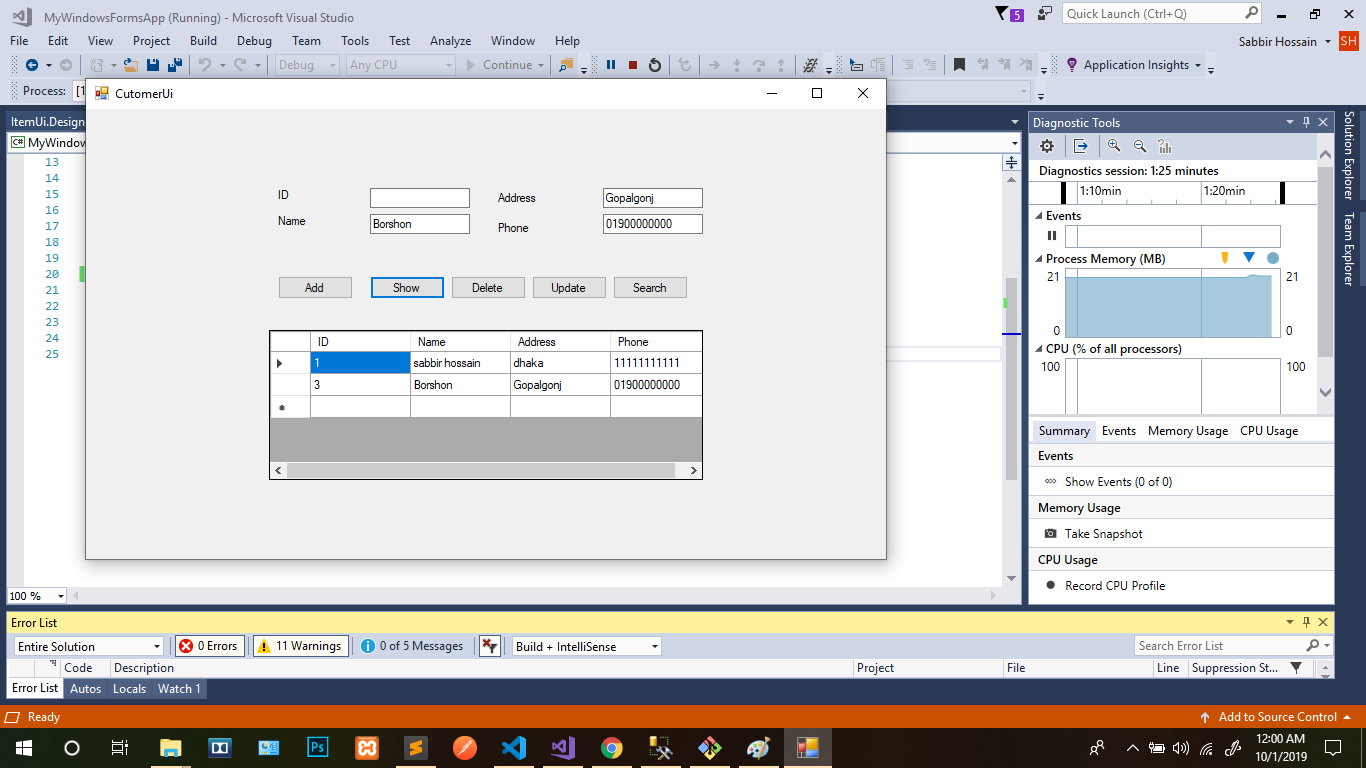 MyWindowsFormsApp (Running) - Microsoft Visual Studio
5
Quick Launch (Ctrl+Q)
File Edit View Project Build Debug Team Tools Test Analyze Window Help
Sabbir Hossain SH
Debug Any CPU Continue Application Insights
Process: [1
CutomerUi
ItemUi.Design
C# MyWindow
13
14
15
16
17
18
19
20
21
22
23
24
25
ID
Address Gopalgonj
Name Borshon
Phone 01900000000
Add Show Delete Update Search
ID Name Address Phone
1 sabbir hossain dhaka 11111111111
3 Borshon Gopalgonj 01900000000
100 %
Diagnostic Tools
Diagnostics session: 1:25 minutes
1:10min 1:20min
Events
Process Memory (MB)
21 21
0 0
CPU (% of all processors)
100 100
Summary Events Memory Usage CPU Usage
Events
Show Events (0 of 0)
Memory Usage
Take Snapshot
CPU Usage
Record CPU Profile
Solution Explorer
Team Explorer
Error List
Entire Solution 0 Errors 11 Warnings 0 of 5 Messages Build + IntelliSense Search Error List
Code Description Project File Line Suppression St...
Error List Autos Locals Watch 1
Ready Add to Source Control
Ps
12:00 AM
10/1/2019